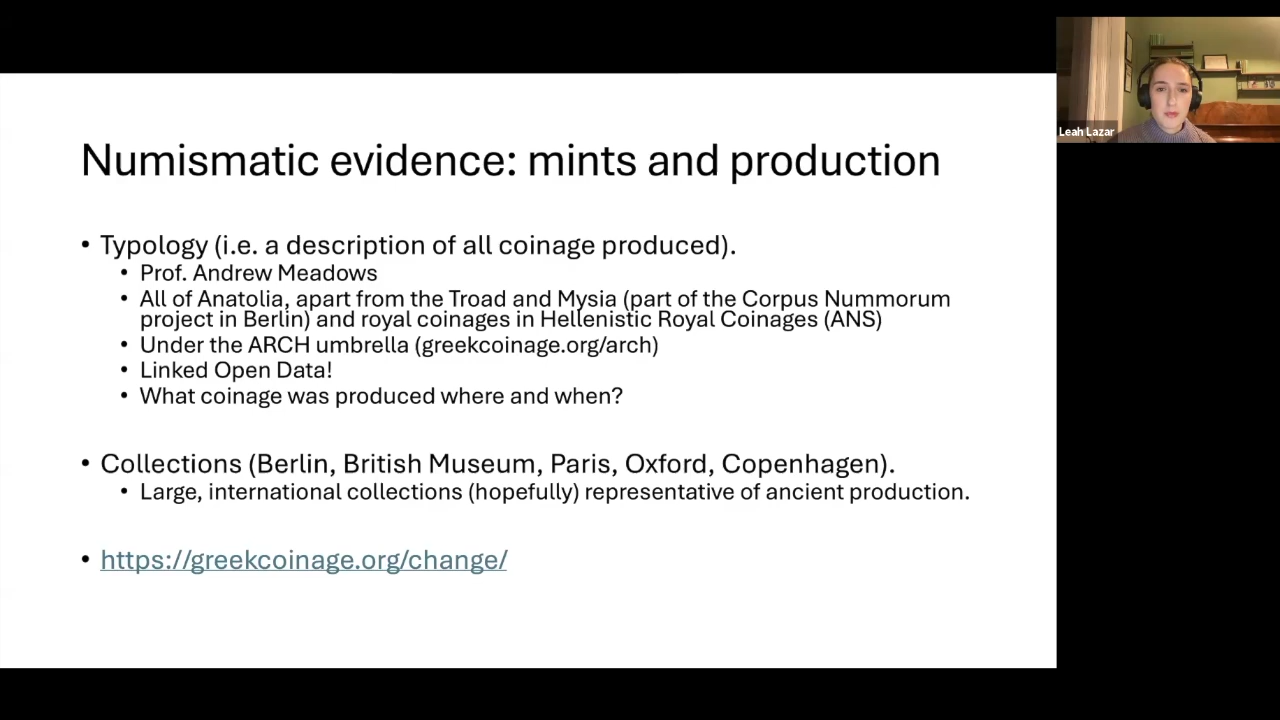 Numismatic evidence: mints and production
• Typology (i.e. a description of all coinage produced).
• Prof. Andrew Meadows
• All of Anatolia, apart from the Troad and Mysia (part of the Corpus Nummorum
project in Berlin) and royal coinages in Hellenistic Royal Coinages (ANS)
• Under the ARCH umbrella (greekcoinage.org/arch)
• Linked Open Data!
• What coinage was produced where and when?
• Collections (Berlin, British Museum, Paris, Oxford, Copenhagen).
• Large, international collections (hopefully) representative of ancient production.
• https://greekcoinage.org/change/
Leah Lazar